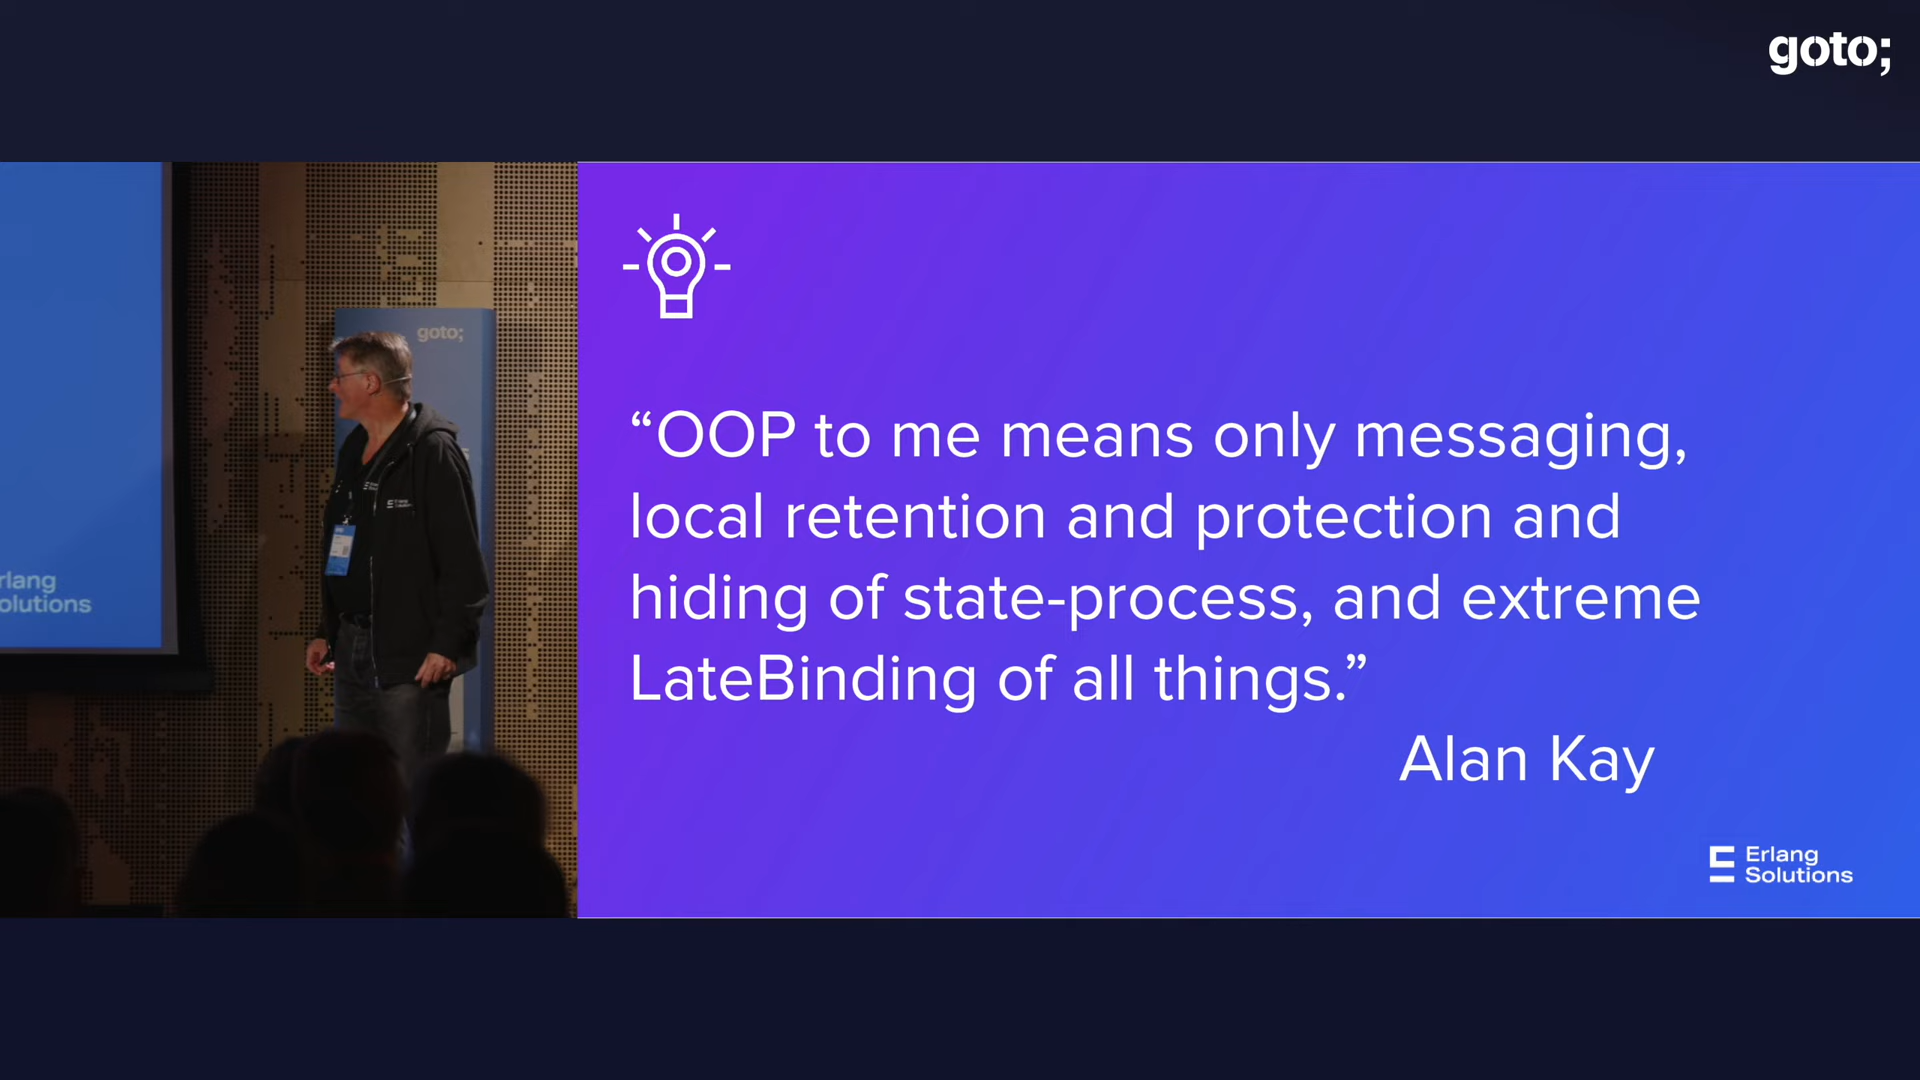 goto;
goto;
rlang
olutions
“OOP to me means only messaging,
local retention and protection and
hiding of state-process, and extreme
LateBinding of all things.”
Alan Kay
Erlang
Solutions